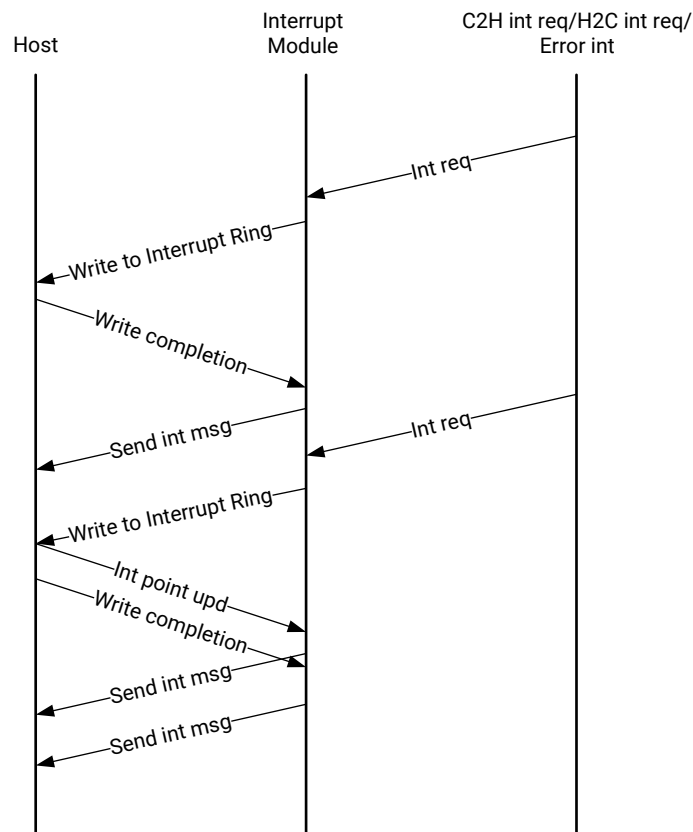 Host
Interrupt
Module
C2H int req/H2C int req/
Error int
Int req
Write to Interrupt Ring
Write completion
Int req
Send int msg
Write to Interrupt Ring
Int point upd
Write completion
Send int msg
Send int msg